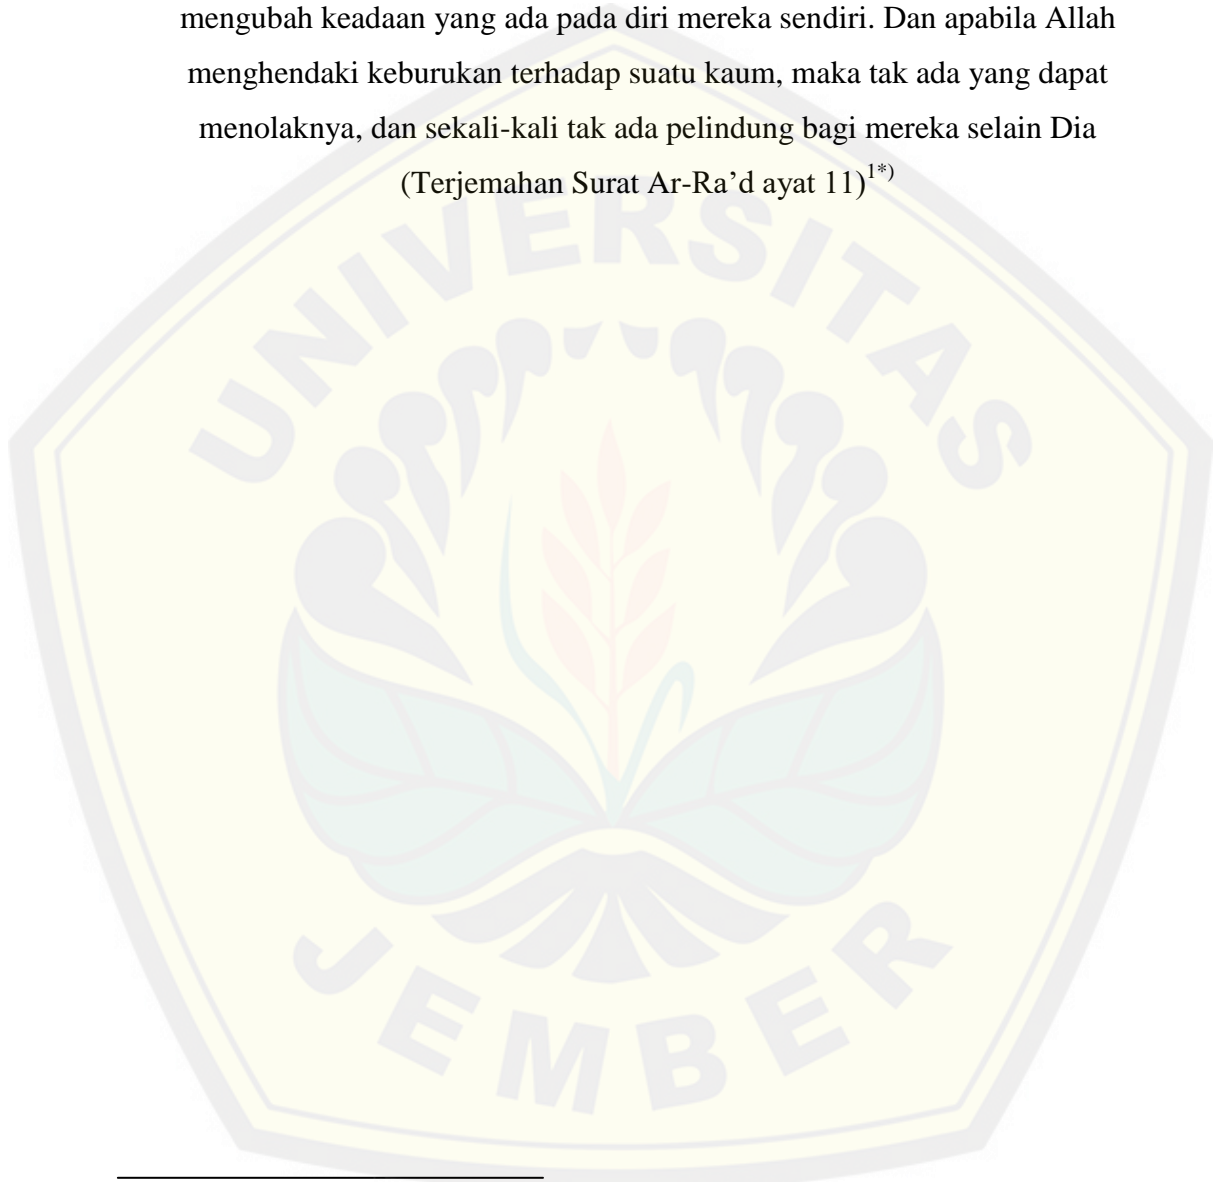 mengubah keadaan yang ada pada diri mereka sendiri. Dan apabila Allah
menghendaki keburukan terhadap suatu kaum, maka tak ada yang dapat
menolaknya, dan sekali-kali tak ada pelindung bagi mereka selain Dia
(Terjemahan Surat Ar-Ra’d ayat 11)1*)
UNIVERSITAS
JEMBER